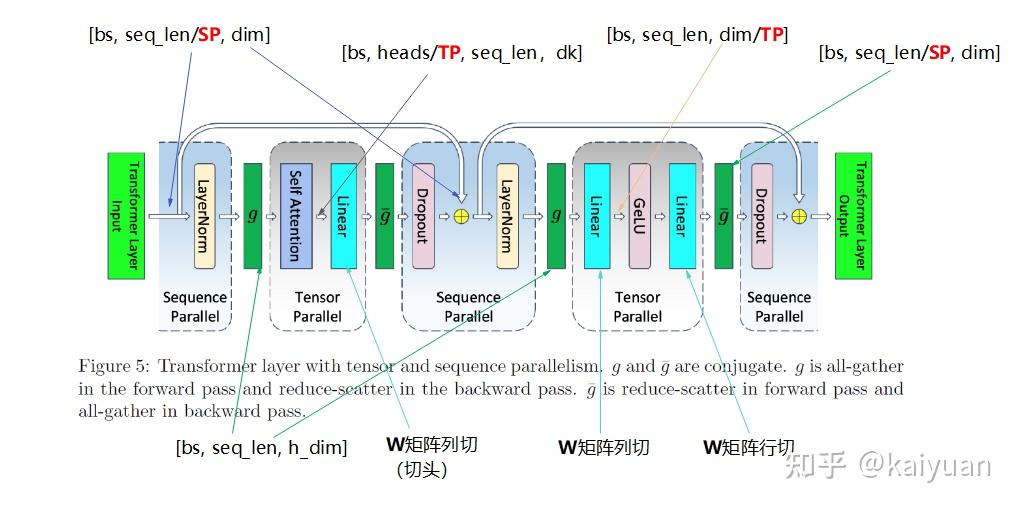 [bs, seq_len/SP, dim]
[bs, heads/TP, seq_len, dk]
[bs, seq_len, dim/TP]
[bs, seq_len/SP, dim]
Transformer Layer Input
LayerNorm
g
Self Attention
Linear
ḡ
Dropout
LayerNorm
g
Linear
GeLU
Linear
ḡ
Dropout
Transformer Layer Output
Sequence Parallel
Tensor Parallel
Sequence Parallel
Tensor Parallel
Sequence Parallel
Figure 5: Transformer layer with tensor and sequence parallelism. g and ḡ are conjugate. g is all-gather
in the forward pass and reduce-scatter in the backward pass. ḡ is reduce-scatter in forward pass and
all-gather in backward pass.
[bs, seq_len, h_dim]
W矩阵列切
（切头）
W矩阵列切
W矩阵行切
知乎 @kaiyuan